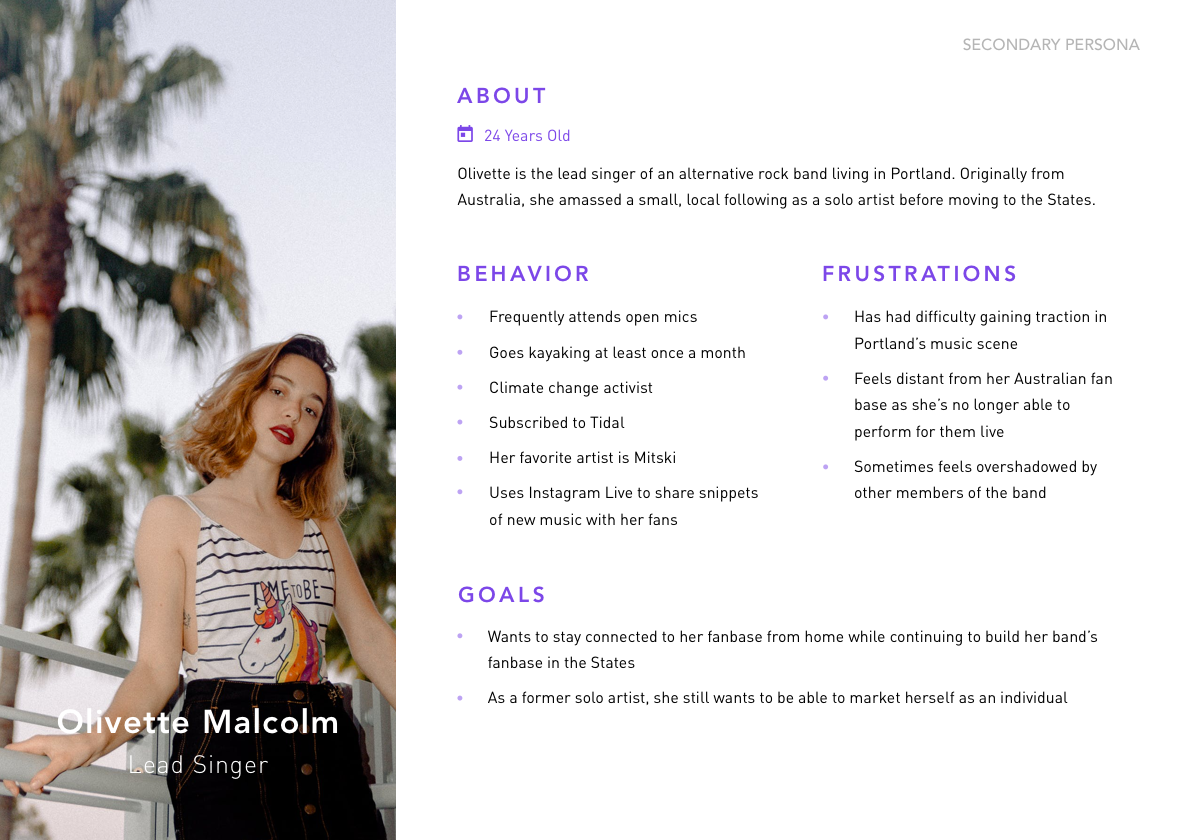 SECONDARY PERSONA
ABOUT
24 Years Old
Olivette is the lead singer of an alternative rock band living in Portland. Originally from
Australia, she amassed a small, local following as a solo artist before moving to the States.
BEHAVIOR
Frequently attends open mics
Goes kayaking at least once a month
Climate change activist
Subscribed to Tidal
Her favorite artist is Mitski
Uses Instagram Live to share snippets
of new music with her fans
FRUSTRATIONS
Has had difficulty gaining traction in
Portland’s music scene
Feels distant from her Australian fan
base as she’s no longer able to
perform for them live
Sometimes feels overshadowed by
other members of the band
GOALS
Wants to stay connected to her fanbase from home while continuing to build her band’s
fanbase in the States
As a former solo artist, she still wants to be able to market herself as an individual
TIME TO BE
Olivette Malcolm
Lead Singer